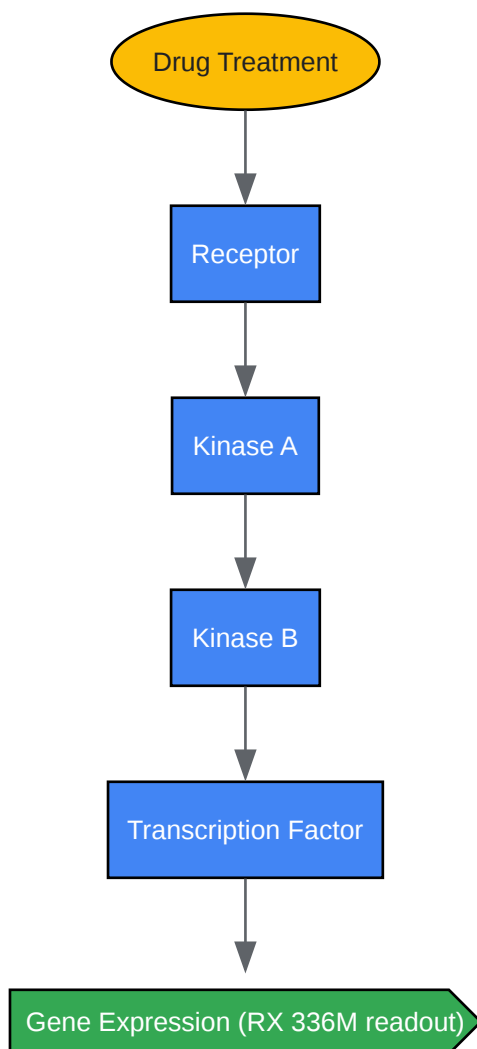 Drug Treatment
Receptor
Kinase A
Kinase B
Transcription Factor
Gene Expression (RX 336M readout)